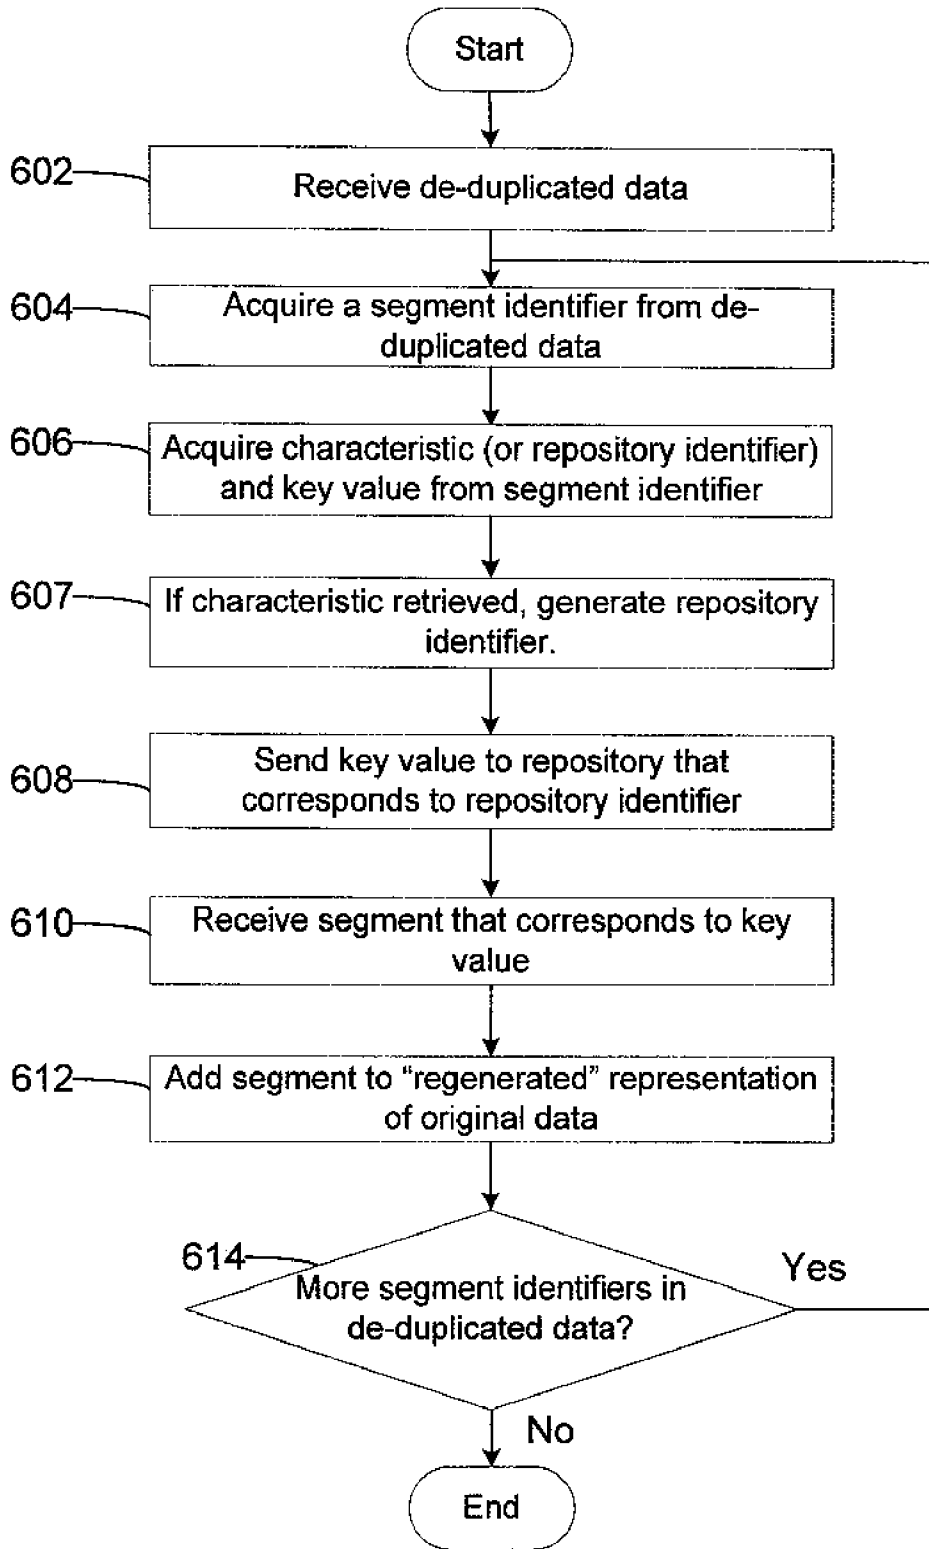 Start
602
Receive de-duplicated data
604
Acquire a segment identifier from de-
duplicated data
606
Acquire characteristic (or repository identifier)
and key value from segment identifier
607
If characteristic retrieved, generate repository
identifier.
608
Send key value to repository that
corresponds to repository identifier
610
Receive segment that corresponds to key
value
612
Add segment to “regenerated” representation
of original data
614
More segment identifiers in
de-duplicated data?
Yes
No
End